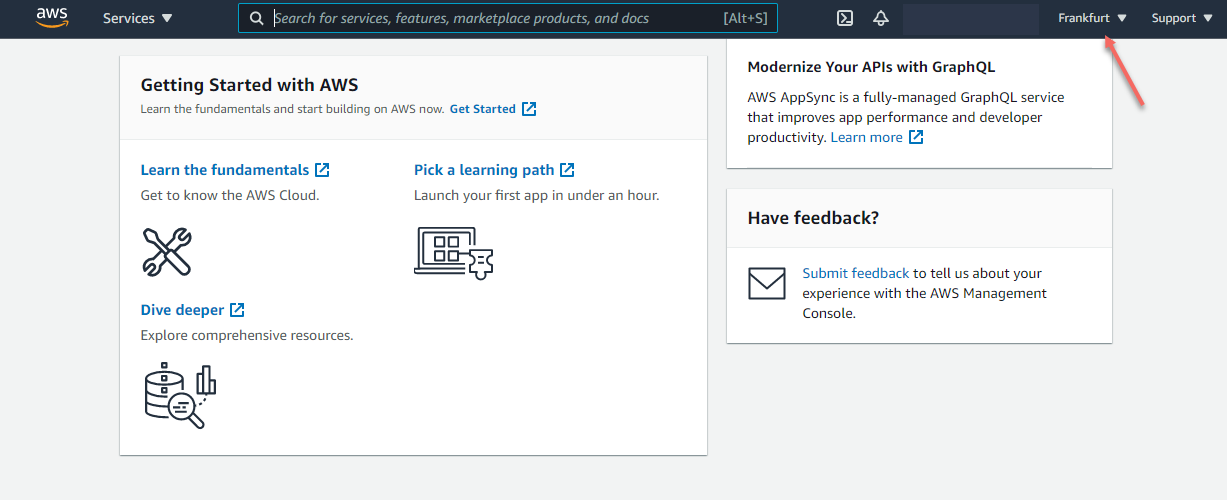 aws
Services
Search for services, features, marketplace products, and docs
[Alt+S]
Frankfurt
Support
Getting Started with AWS
Learn the fundamentals and start building on AWS now. Get Started
Learn the fundamentals
Get to know the AWS Cloud.
Pick a learning path
Launch your first app in under an hour.
Dive deeper
Explore comprehensive resources.
Modernize Your APIs with GraphQL
AWS AppSync is a fully-managed GraphQL service
that improves app performance and developer
productivity. Learn more
Have feedback?
Submit feedback to tell us about your
experience with the AWS Management
Console.